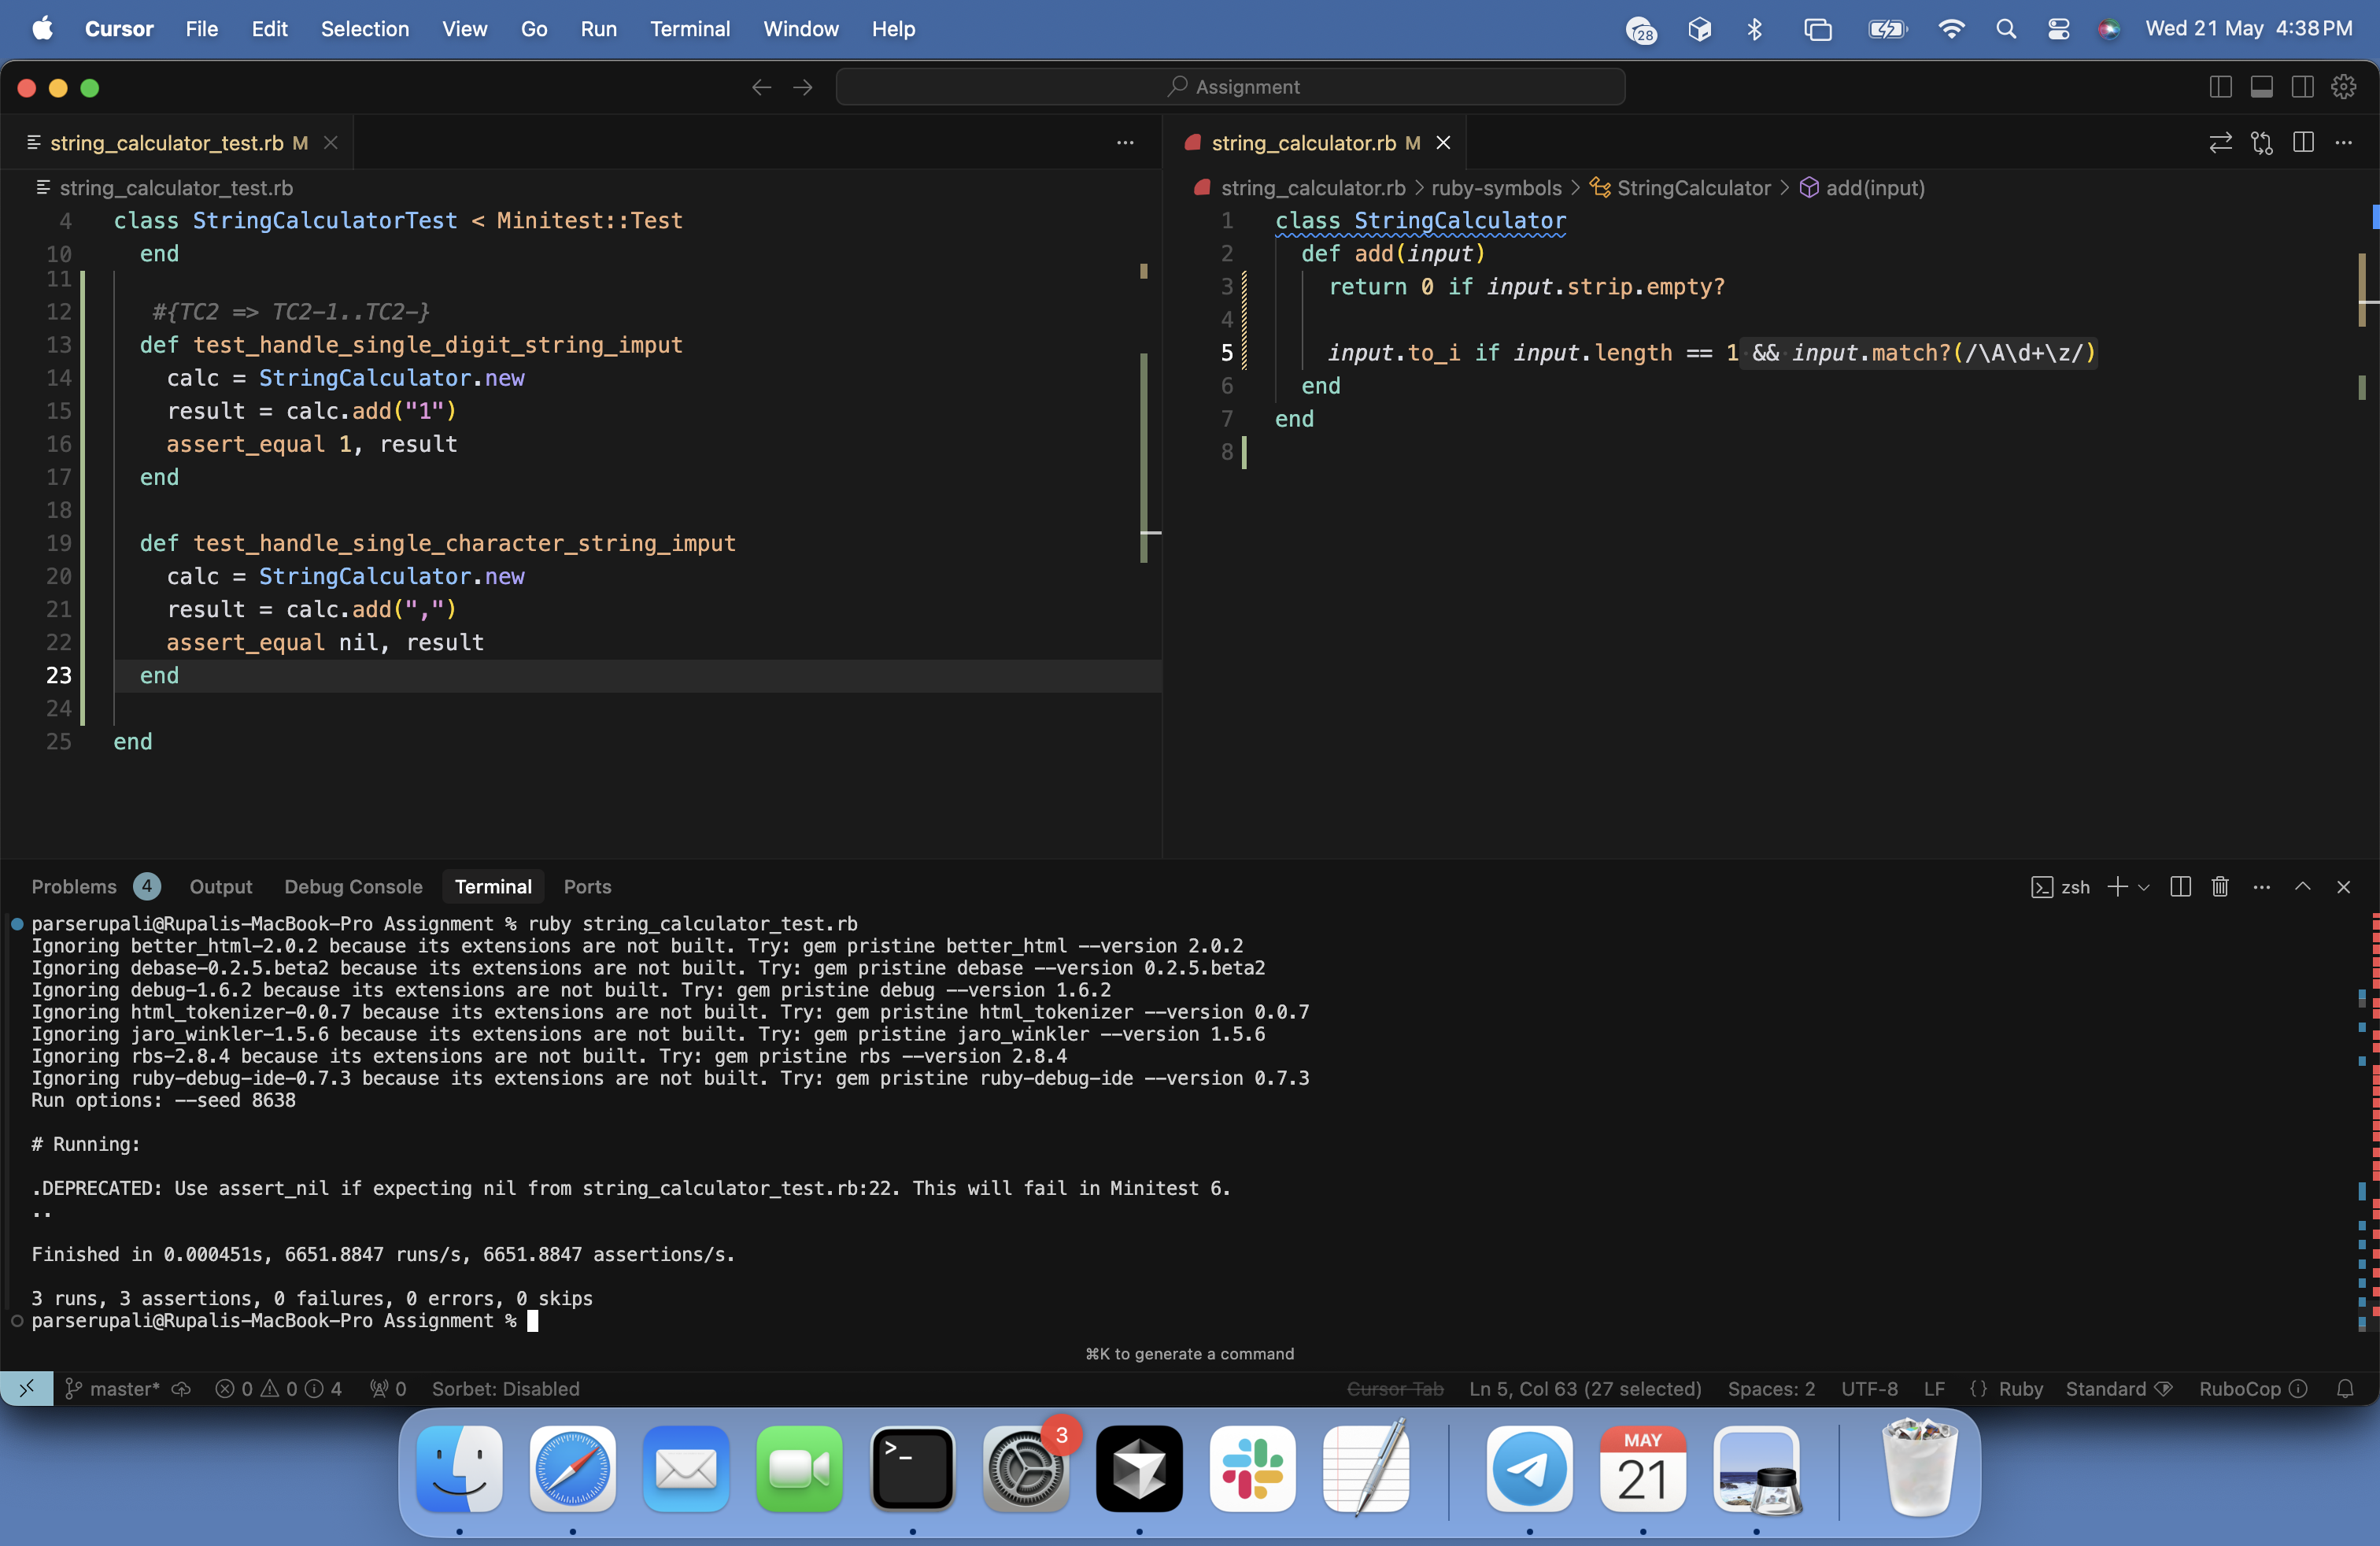 Cursor File Edit Selection View Go Run Terminal Window Help 28 Wed 21 May 4:38 PM
Assignment
string_calculator_test.rb M
string_calculator_test.rb
4 class StringCalculatorTest < Minitest::Test
10 end
11
12 #{TC2 => TC2-1..TC2-}
13 def test_handle_single_digit_string_imput
14 calc = StringCalculator.new
15 result = calc.add("1")
16 assert_equal 1, result
17 end
18
19 def test_handle_single_character_string_imput
20 calc = StringCalculator.new
21 result = calc.add(",")
22 assert_equal nil, result
23 end
24
25 end
string_calculator.rb M
string_calculator.rb > ruby-symbols > StringCalculator > add(input)
1 class StringCalculator
2 def add(input)
3 return 0 if input.strip.empty?
4
5 input.to_i if input.length == 1 && input.match?(/\A\d+\z/)
6 end
7 end
8
Problems 4 Output Debug Console Terminal Ports zsh
parserupali@Rupalis-MacBook-Pro Assignment % ruby string_calculator_test.rb
Ignoring better_html-2.0.2 because its extensions are not built. Try: gem pristine better_html --version 2.0.2
Ignoring debase-0.2.5.beta2 because its extensions are not built. Try: gem pristine debase --version 0.2.5.beta2
Ignoring debug-1.6.2 because its extensions are not built. Try: gem pristine debug --version 1.6.2
Ignoring html_tokenizer-0.0.7 because its extensions are not built. Try: gem pristine html_tokenizer --version 0.0.7
Ignoring jaro_winkler-1.5.6 because its extensions are not built. Try: gem pristine jaro_winkler --version 1.5.6
Ignoring rbs-2.8.4 because its extensions are not built. Try: gem pristine rbs --version 2.8.4
Ignoring ruby-debug-ide-0.7.3 because its extensions are not built. Try: gem pristine ruby-debug-ide --version 0.7.3
Run options: --seed 8638
# Running:
.DEPRECATED: Use assert_nil if expecting nil from string_calculator_test.rb:22. This will fail in Minitest 6.
..
Finished in 0.000451s, 6651.8847 runs/s, 6651.8847 assertions/s.
3 runs, 3 assertions, 0 failures, 0 errors, 0 skips
parserupali@Rupalis-MacBook-Pro Assignment %
⌘K to generate a command
master* 0 0 4 0 Sorbet: Disabled Cursor Tab Ln 5, Col 63 (27 selected) Spaces: 2 UTF-8 LF {} Ruby Standard RuboCop
3
MAY
21